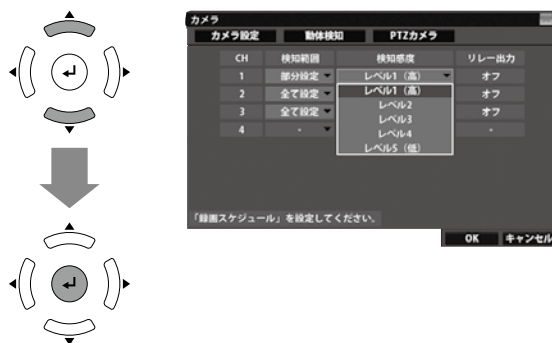 カメラ
カメラ設定 動体検知 PTZカメラ
CH 検知範囲 検知感度 リレー出力
1 部分設定 レベル1（高） オフ
2 全て設定 レベル1（高） オフ
レベル2
3 全て設定 レベル3 オフ
4 - レベル4 -
レベル5（低）
「録画スケジュール」を設定してください。
OK キャンセル